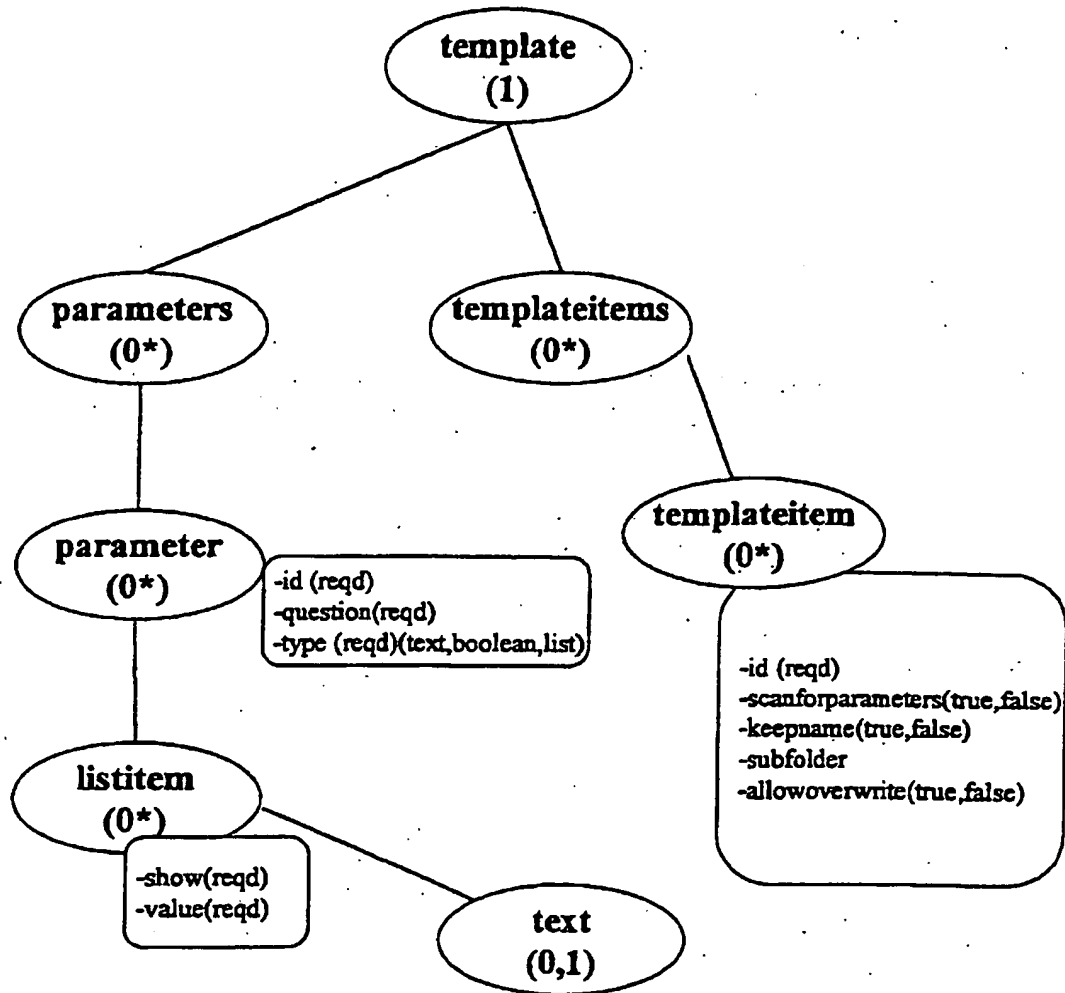 template
(1)
parameters
(0*)
templateitems
(0*)
parameter
(0*)
-id (reqd)
-question(reqd)
-type (reqd)(text,boolean,list)
templateitem
(0*)
-id (reqd)
-scanforparameters(true,false)
-keepname(true,false)
-subfolder
-allowoverwrite(true,false)
listitem
(0*)
-show(reqd)
-value(reqd)
text
(0,1)